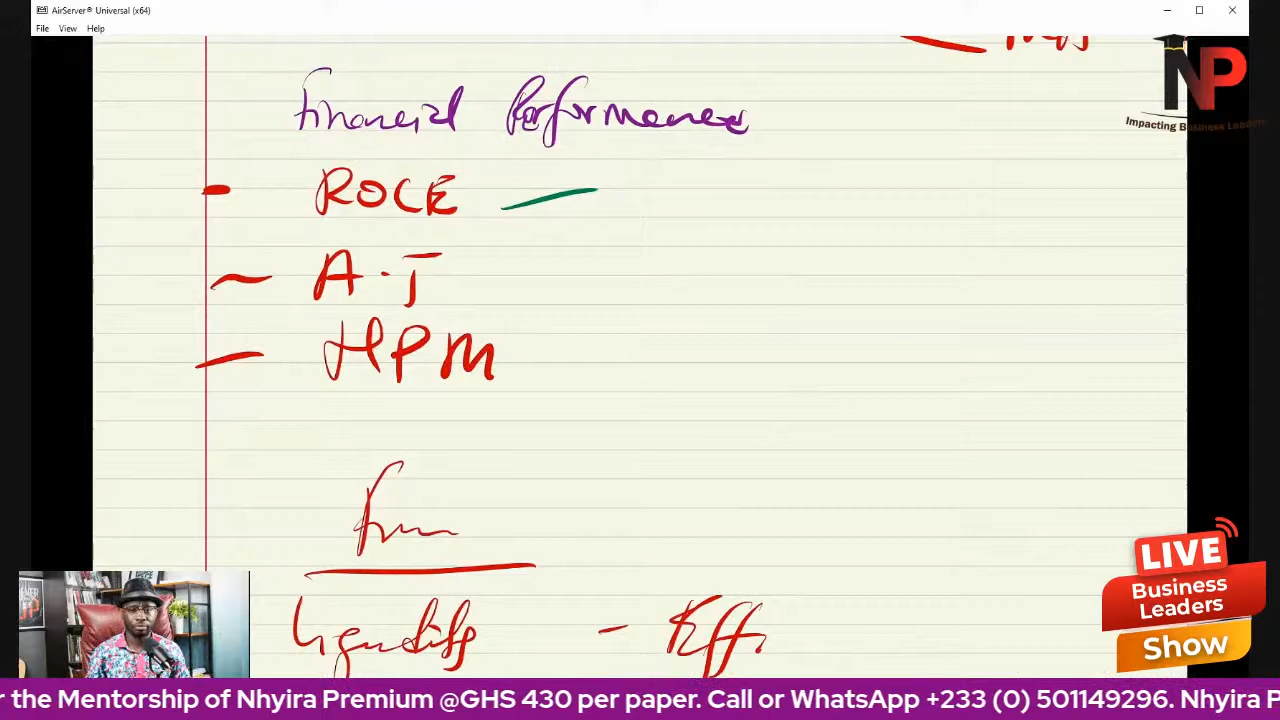 AirServer® Universal (x64)
File View Help
NP
Impacting Business Leaders
Financial Performance
- ROCE
~ A.T
- NPM
Liquidity - Eff.
LIVE
Business
Leaders
Show
r the Mentorship of Nhyira Premium @GHS 430 per paper. Call or WhatsApp +233 (0) 501149296. Nhyira P